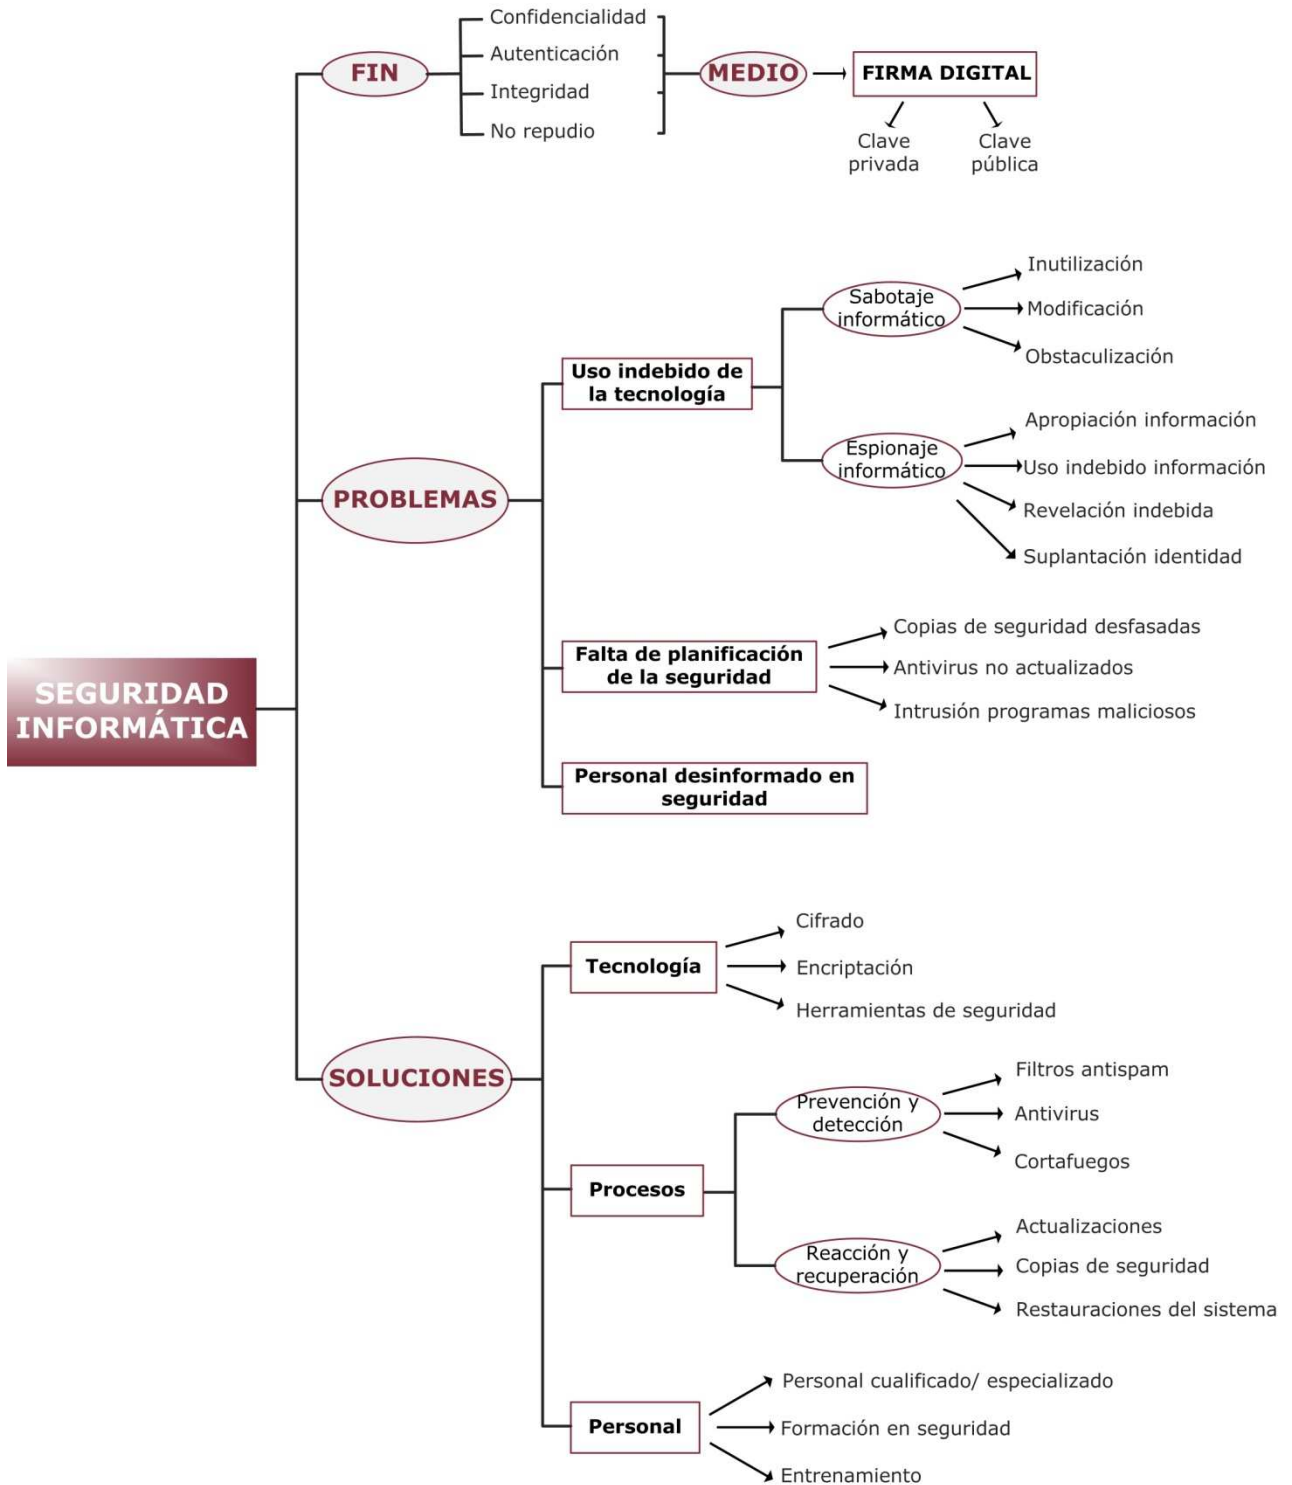 Confidencialidad
FIN
Autenticación
MEDIO
FIRMA DIGITAL
Integridad
No repudio
Clave
privada
Clave
pública
Sabotaje
informático
Inutilización
Modificación
Obstaculización
Uso indebido de
la tecnología
Espionaje
informático
Apropiación información
Uso indebido información
Revelación indebida
Suplantación identidad
PROBLEMAS
Falta de planificación
de la seguridad
Copias de seguridad desfasadas
Antivirus no actualizados
Intrusión programas maliciosos
SEGURIDAD
INFORMÁTICA
Personal desinformado en
seguridad
Tecnología
Cifrado
Encriptación
Herramientas de seguridad
SOLUCIONES
Prevención y
detección
Filtros antispam
Antivirus
Cortafuegos
Procesos
Reacción y
recuperación
Actualizaciones
Copias de seguridad
Restauraciones del sistema
Personal
Personal cualificado/ especializado
Formación en seguridad
Entrenamiento